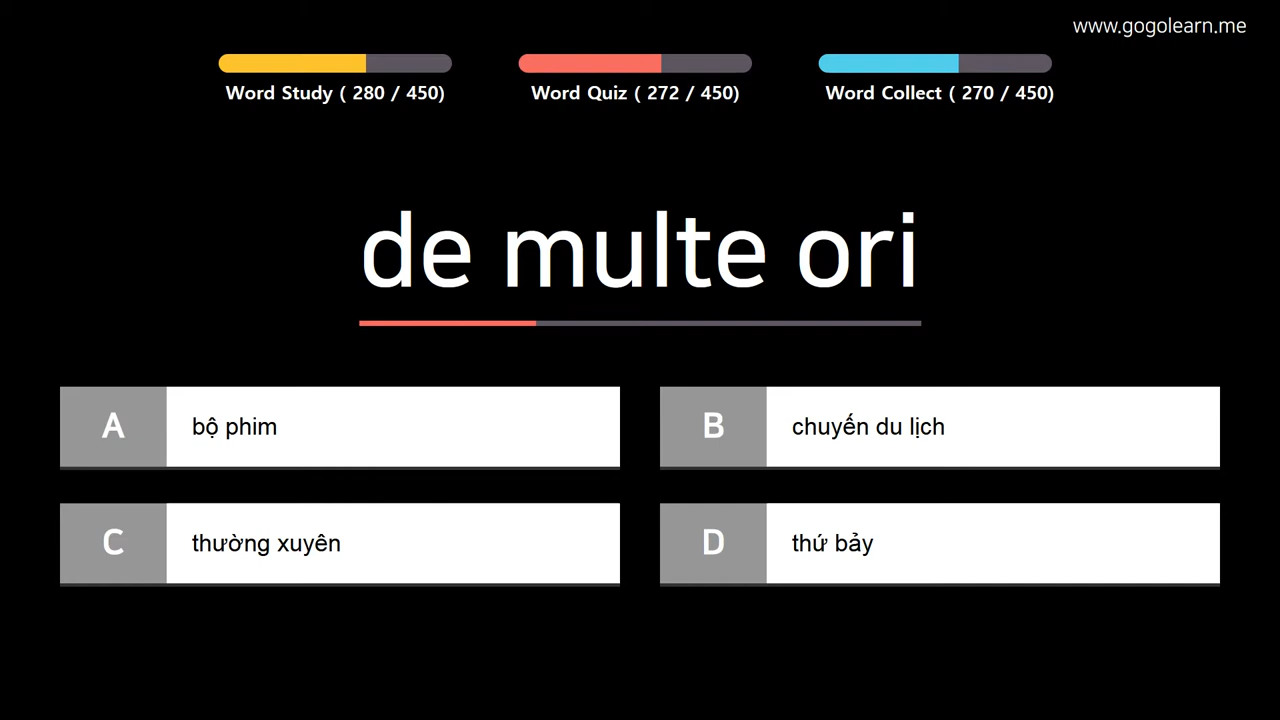 www.gogolearn.me
Word Study ( 280 / 450)
Word Quiz ( 272 / 450)
Word Collect ( 270 / 450)
de multe ori
A bộ phim
B chuyến du lịch
C thường xuyên
D thứ bảy